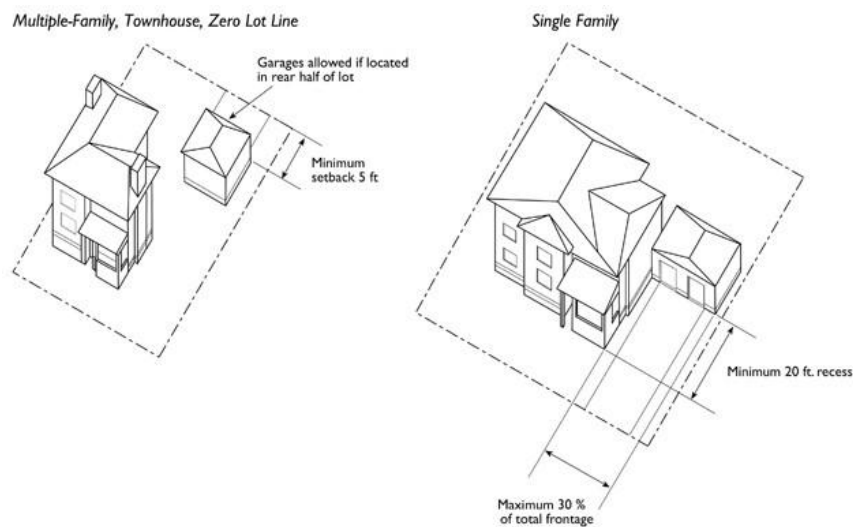 Multiple-Family, Townhouse, Zero Lot Line
Garages allowed if located
in rear half of lot
Minimum
setback 5 ft
Single Family
Minimum 20 ft. recess
Maximum 30 %
of total frontage